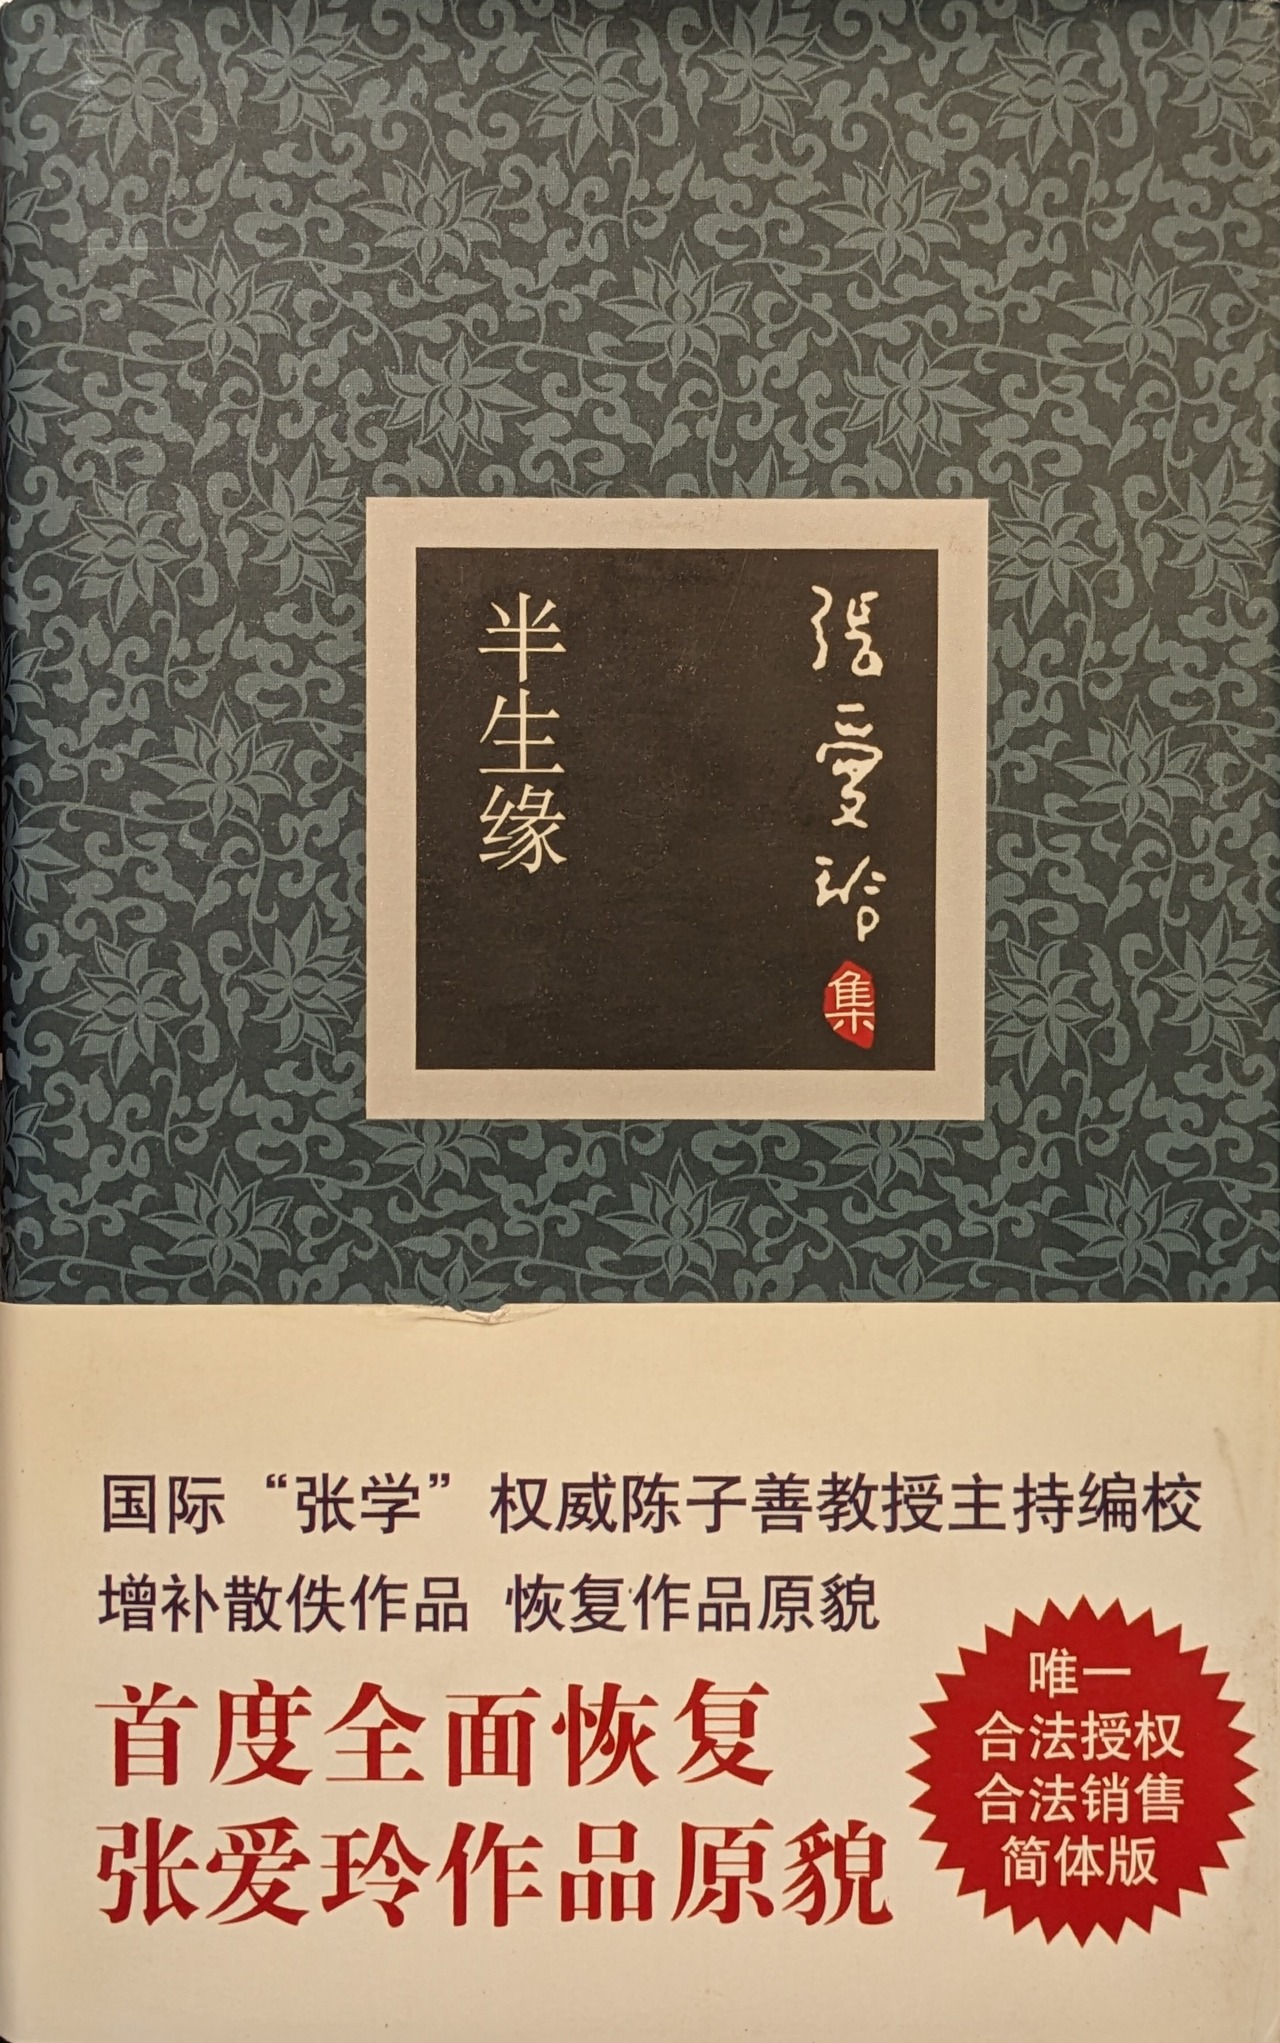 張愛玲
集
半生缘
国际“张学”权威陈子善教授主持编校
增补散佚作品 恢复作品原貌
首度全面恢复
张爱玲作品原貌
唯一
合法授权
合法销售
简体版